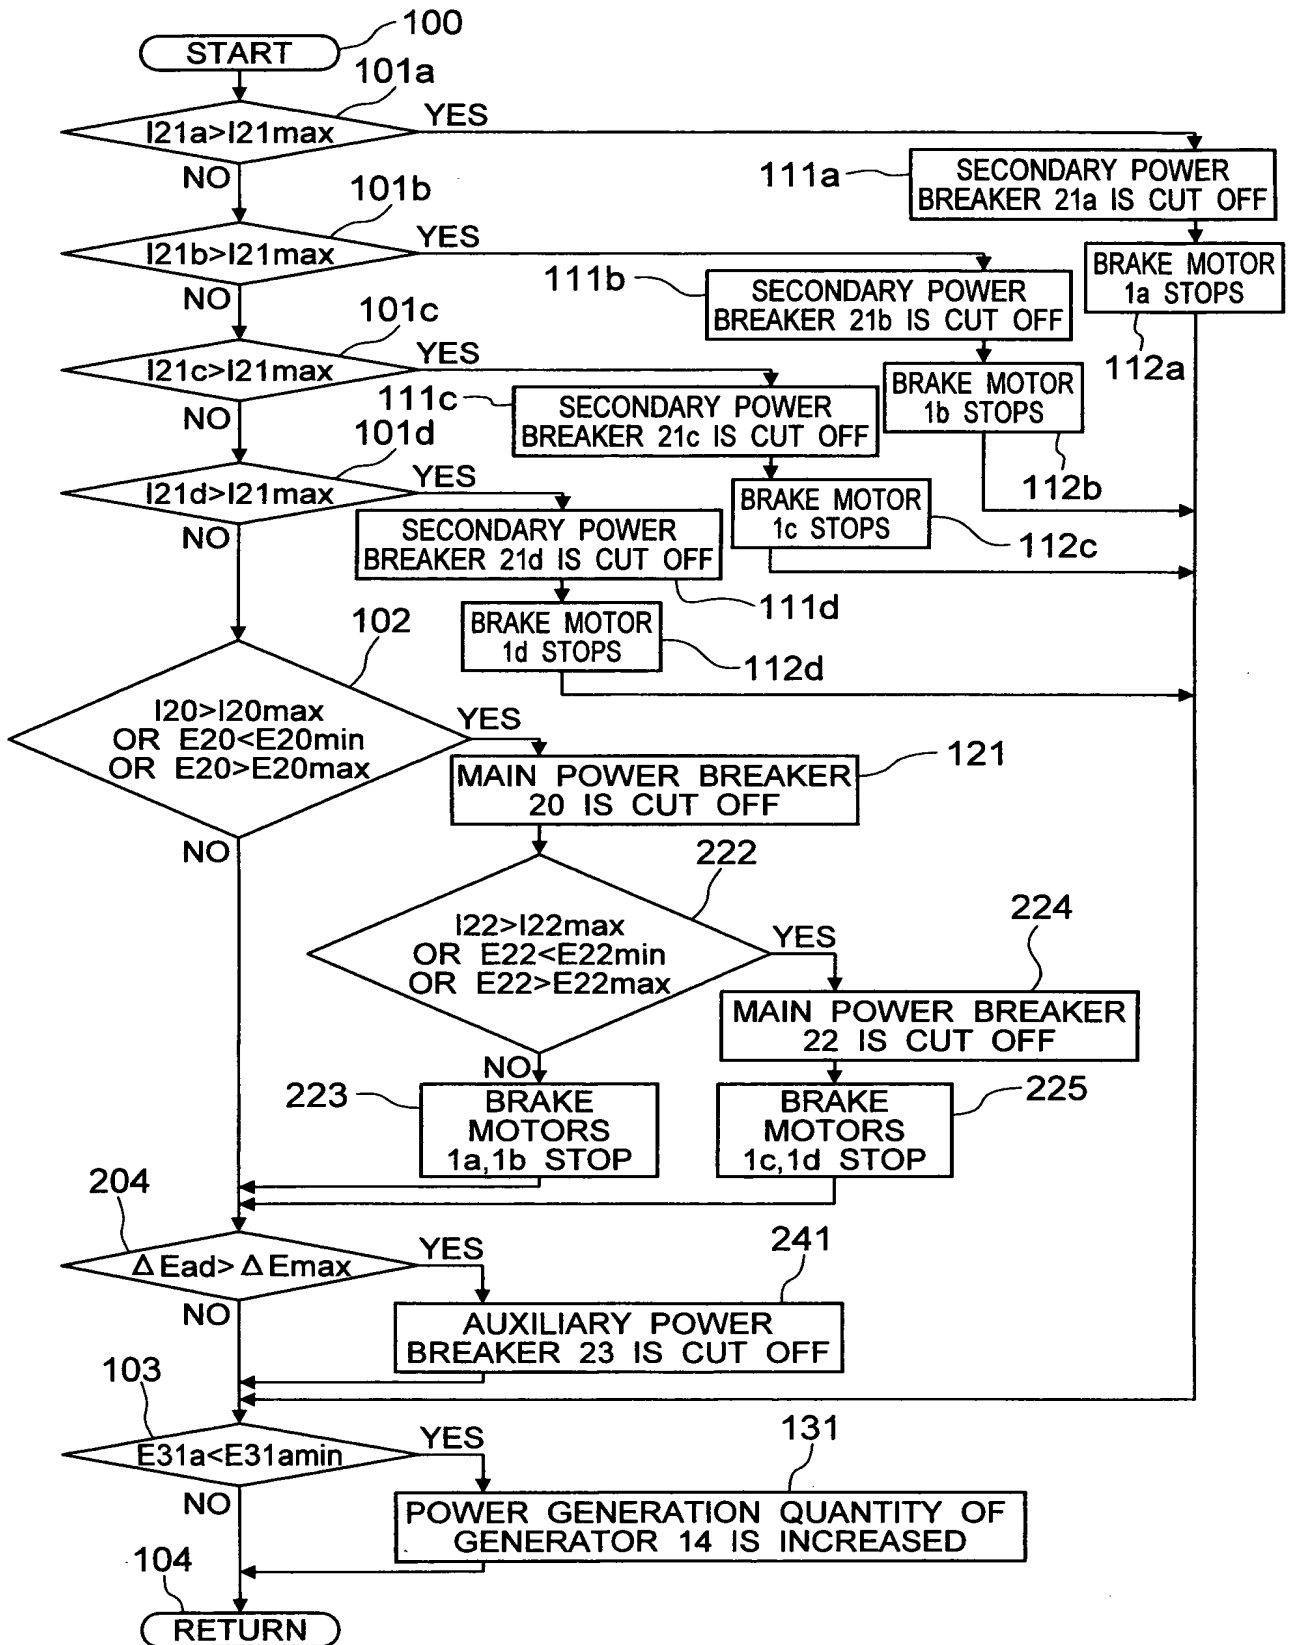 100
START
101a
I21a>I21max
YES
NO
111a
SECONDARY POWER
BREAKER 21a IS CUT OFF
BRAKE MOTOR
1a STOPS
112a
101b
I21b>I21max
YES
NO
111b
SECONDARY POWER
BREAKER 21b IS CUT OFF
BRAKE MOTOR
1b STOPS
112b
101c
I21c>I21max
YES
NO
111c
SECONDARY POWER
BREAKER 21c IS CUT OFF
BRAKE MOTOR
1c STOPS
112c
101d
I21d>I21max
YES
NO
SECONDARY POWER
BREAKER 21d IS CUT OFF
111d
BRAKE MOTOR
1d STOPS
112d
102
I20>I20max
OR E20<E20min
OR E20>E20max
YES
NO
121
MAIN POWER BREAKER
20 IS CUT OFF
222
I22>I22max
OR E22<E22min
OR E22>E22max
YES
NO
224
MAIN POWER BREAKER
22 IS CUT OFF
223
BRAKE
MOTORS
1a,1b STOP
225
BRAKE
MOTORS
1c,1d STOP
204
ΔEad>ΔEmax
YES
NO
241
AUXILIARY POWER
BREAKER 23 IS CUT OFF
103
E31a<E31amin
YES
NO
131
POWER GENERATION QUANTITY OF
GENERATOR 14 IS INCREASED
104
RETURN